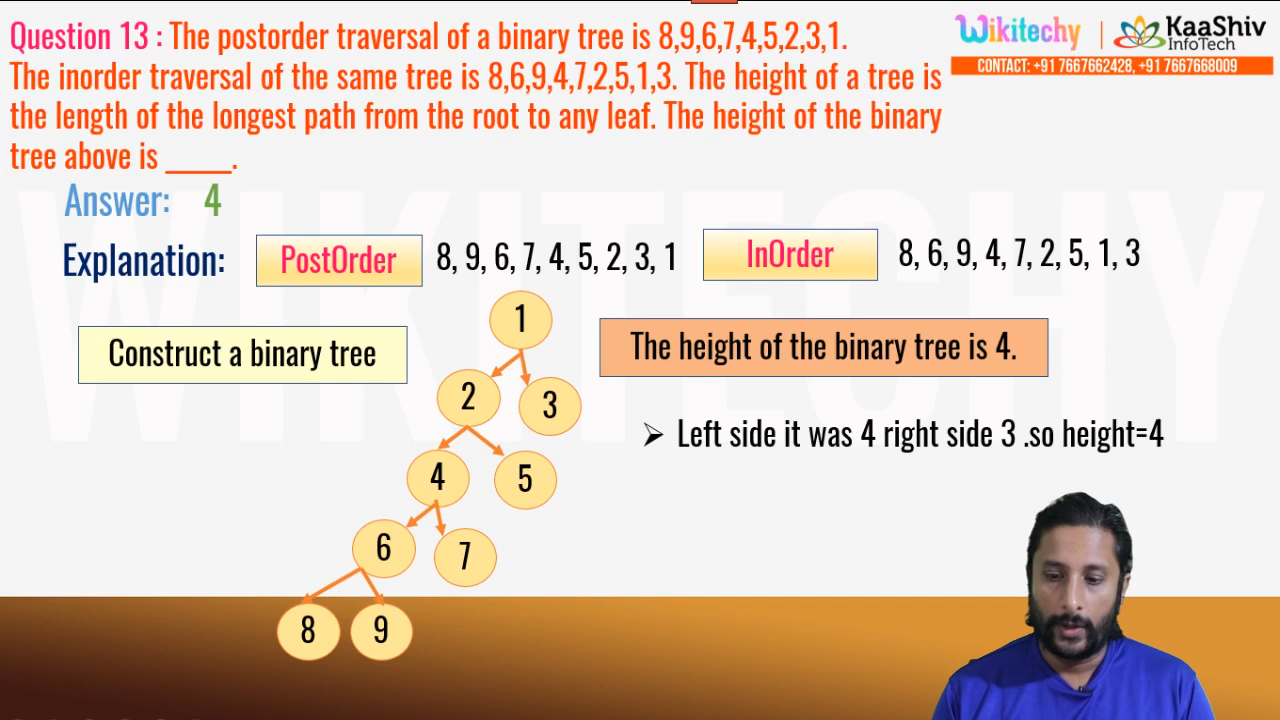 Question 13 : The postorder traversal of a binary tree is 8,9,6,7,4,5,2,3,1.
The inorder traversal of the same tree is 8,6,9,4,7,2,5,1,3. The height of a tree is
the length of the longest path from the root to any leaf. The height of the binary
tree above is _____.
Wikitechy | KaaShiv
InfoTech
CONTACT: +91 7667662428, +91 7667668009
WIKITECHY
Answer: 4
Explanation: PostOrder 8, 9, 6, 7, 4, 5, 2, 3, 1 InOrder 8, 6, 9, 4, 7, 2, 5, 1, 3
1
Construct a binary tree
The height of the binary tree is 4.
2 3
➢ Left side it was 4 right side 3 .so height=4
4 5
6 7
8 9